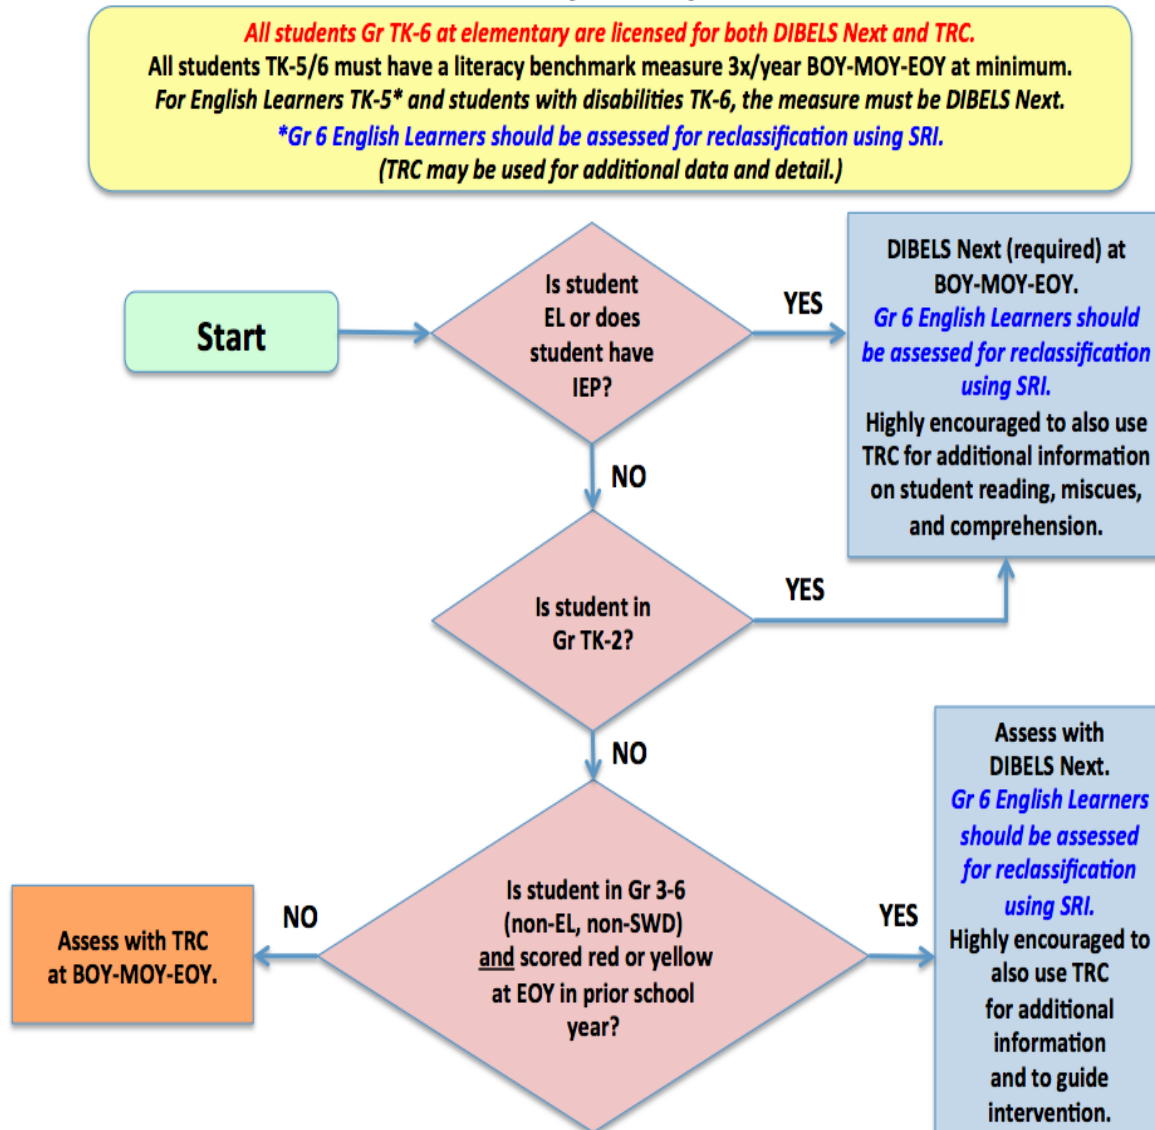 All students Gr TK-6 at elementary are licensed for both DIBELS Next and TRC.
All students TK-5/6 must have a literacy benchmark measure 3x/year BOY-MOY-EOY at minimum.
For English Learners TK-5* and students with disabilities TK-6, the measure must be DIBELS Next.
*Gr 6 English Learners should be assessed for reclassification using SRI.
(TRC may be used for additional data and detail.)
Start
Is student
EL or does
student have
IEP?
YES
DIBELS Next (required) at
BOY-MOY-EOY.
Gr 6 English Learners should
be assessed for reclassification
using SRI.
Highly encouraged to also use
TRC for additional information
on student reading, miscues,
and comprehension.
NO
Is student in
Gr TK-2?
YES
NO
Is student in Gr 3-6
(non-EL, non-SWD)
and scored red or yellow
at EOY in prior school
year?
NO
Assess with TRC
at BOY-MOY-EOY.
YES
Assess with
DIBELS Next.
Gr 6 English Learners
should be assessed
for reclassification
using SRI.
Highly encouraged to
also use TRC
for additional
information
and to guide
intervention.